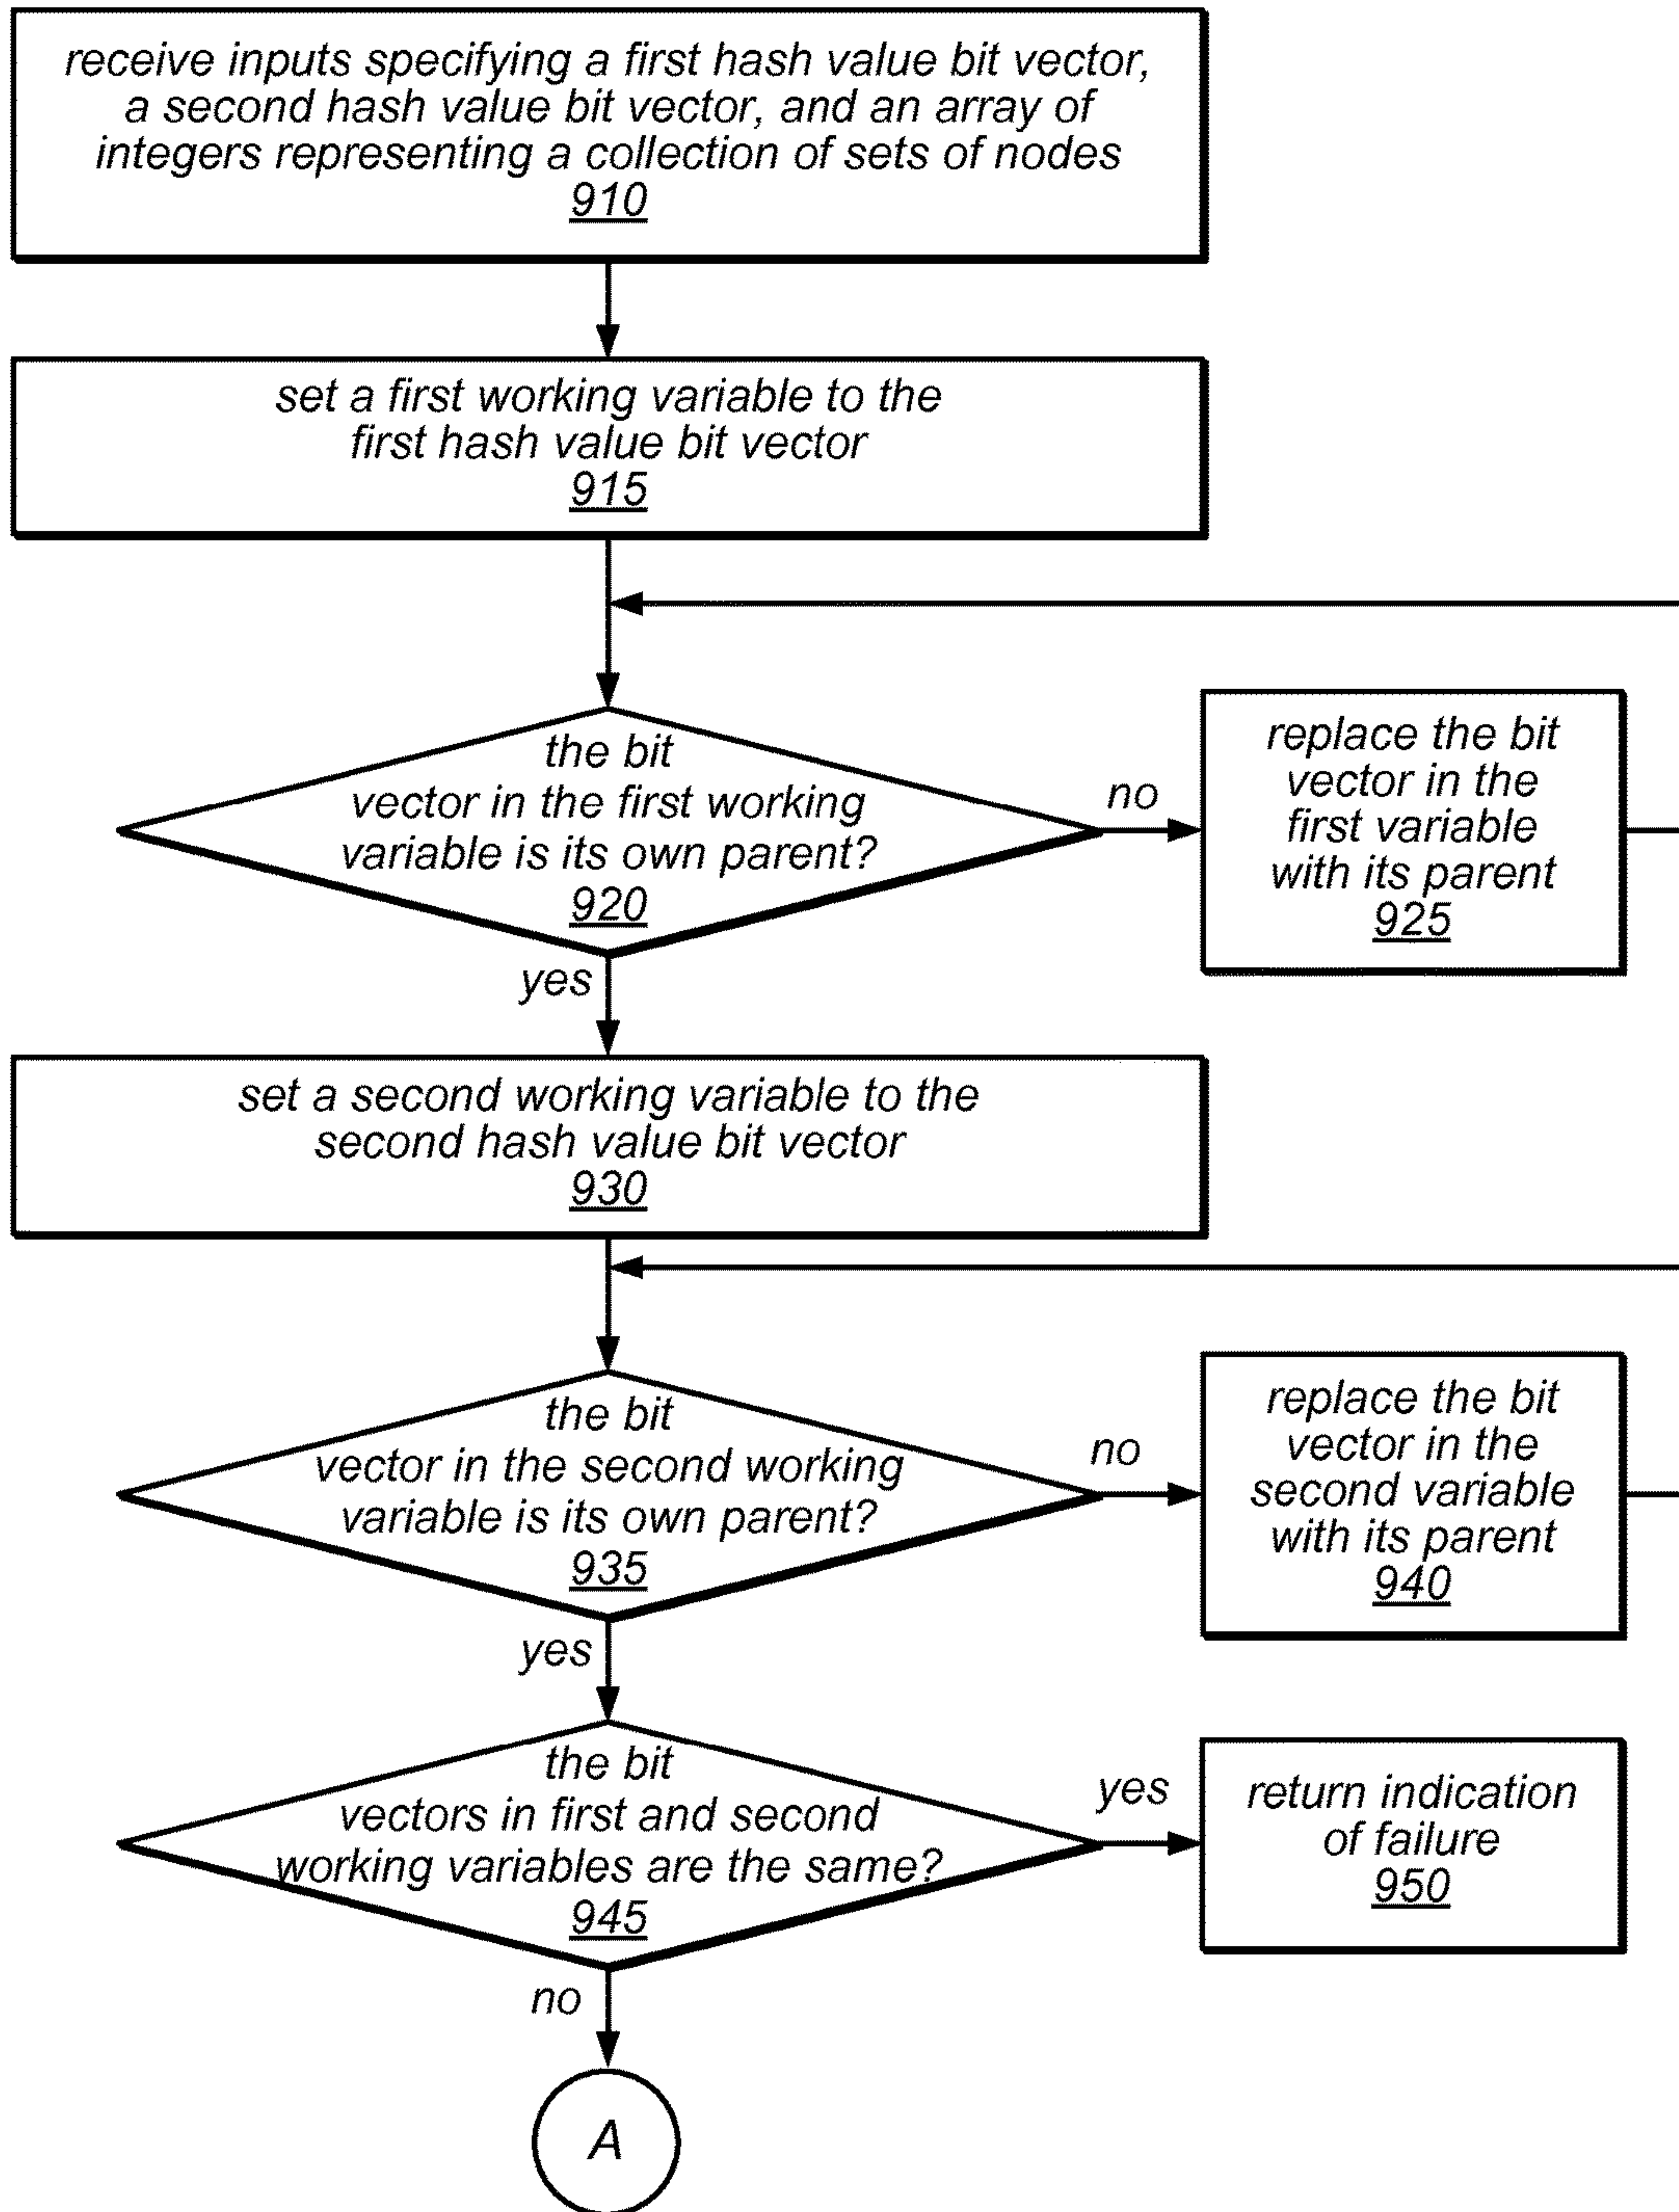 receive inputs specifying a first hash value bit vector,
a second hash value bit vector, and an array of
integers representing a collection of sets of nodes
910
set a first working variable to the
first hash value bit vector
915
the bit
vector in the first working
variable is its own parent?
920
no
replace the bit
vector in the
first variable
with its parent
925
yes
set a second working variable to the
second hash value bit vector
930
the bit
vector in the second working
variable is its own parent?
935
no
replace the bit
vector in the
second variable
with its parent
940
yes
the bit
vectors in first and second
working variables are the same?
945
yes
return indication
of failure
950
no
A